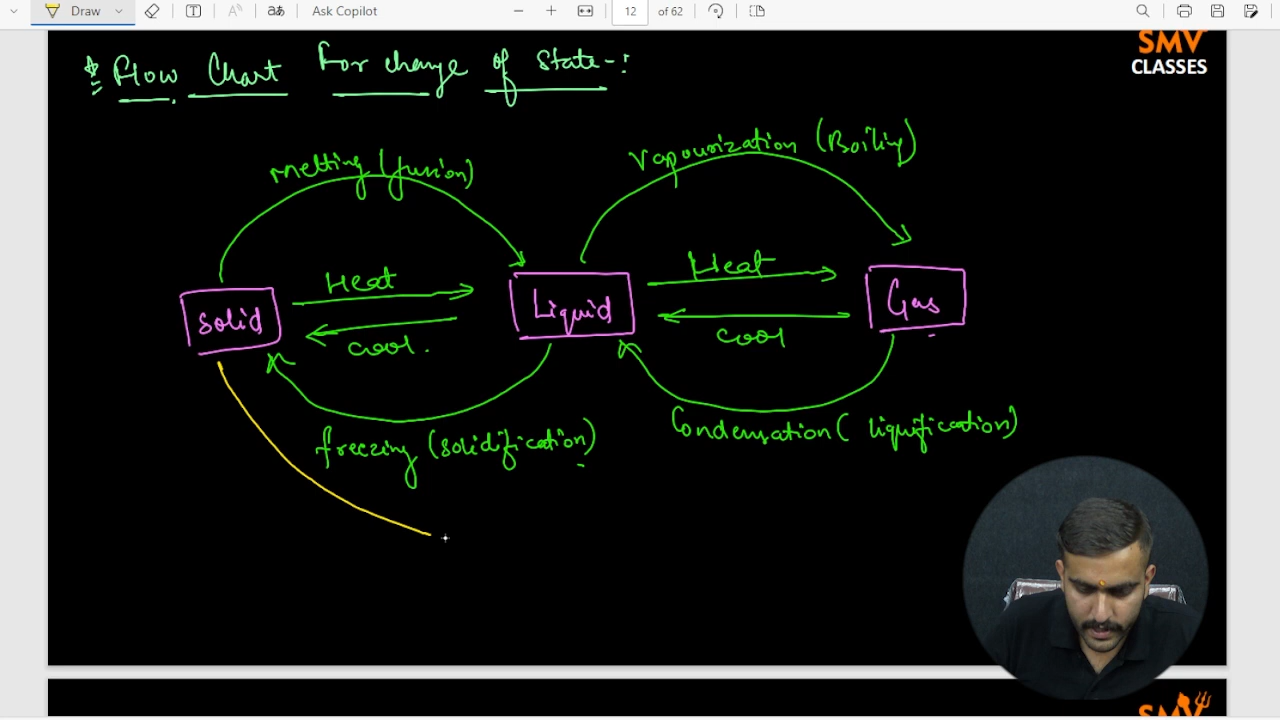 Draw
Ask Copilot
12 of 62
SMV
CLASSES
* Flow Chart For change of state-:
melting (fusion)
vapourization (Boiling)
Heat
Heat
Solid
Liquid
Gas
cool.
cool
freezing (solidification)
Condensation (liquification)
SMV